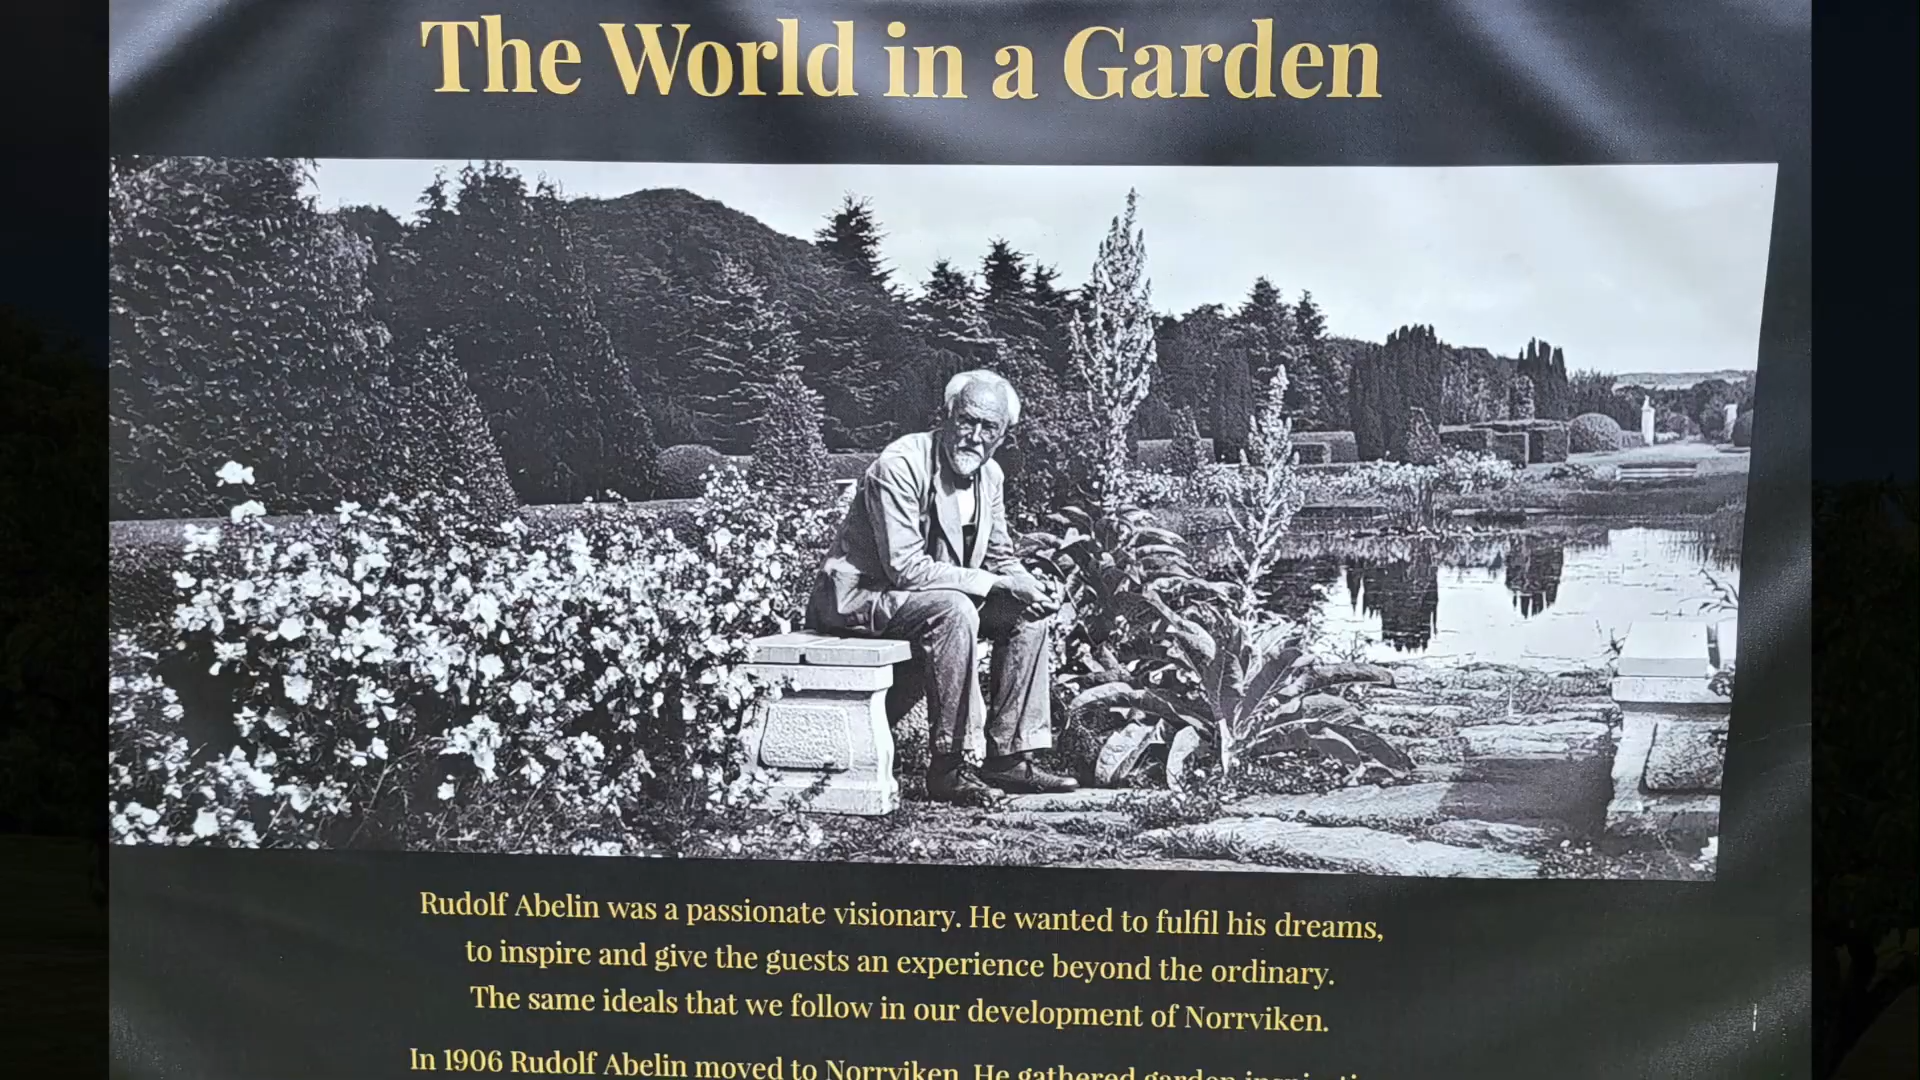 The World in a Garden
Rudolf Abelin was a passionate visionary. He wanted to fulfil his dreams,
to inspire and give the guests an experience beyond the ordinary.
The same ideals that we follow in our development of Norrviken.
In 1906 Rudolf Abelin moved to Norrviken. He gathered garden